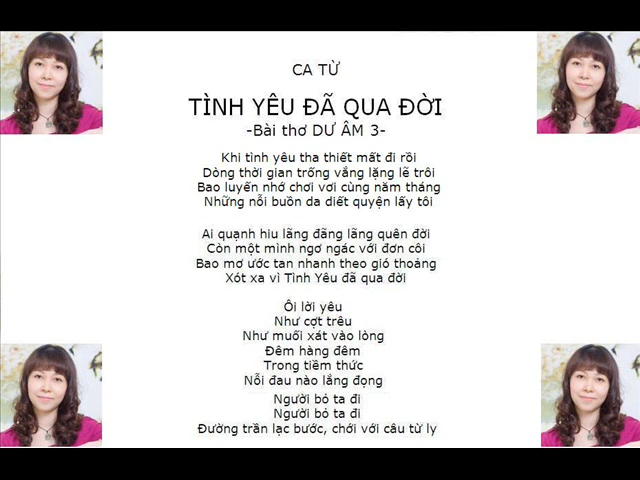 CA TỪ
TÌNH YÊU ĐÃ QUA ĐỜI
-Bài thơ DƯ ÂM 3-
Khi tình yêu tha thiết mất đi rồi
Dòng thời gian trống vắng lặng lẽ trôi
Bao luyến nhớ chơi vơi cùng năm tháng
Những nỗi buồn da diết quyện lấy tôi
Ai quạnh hiu lãng đãng lãng quên đời
Còn một mình ngơ ngác với đơn côi
Bao mơ ước tan nhanh theo gió thoảng
Xót xa vì Tình Yêu đã qua đời
Ôi lời yêu
Như cợt trêu
Như muối xát vào lòng
Đêm hàng đêm
Trong tiềm thức
Nỗi đau nào lắng đọng
Người bỏ ta đi
Người bỏ ta đi
Đường trần lạc bước, chới với câu từ ly